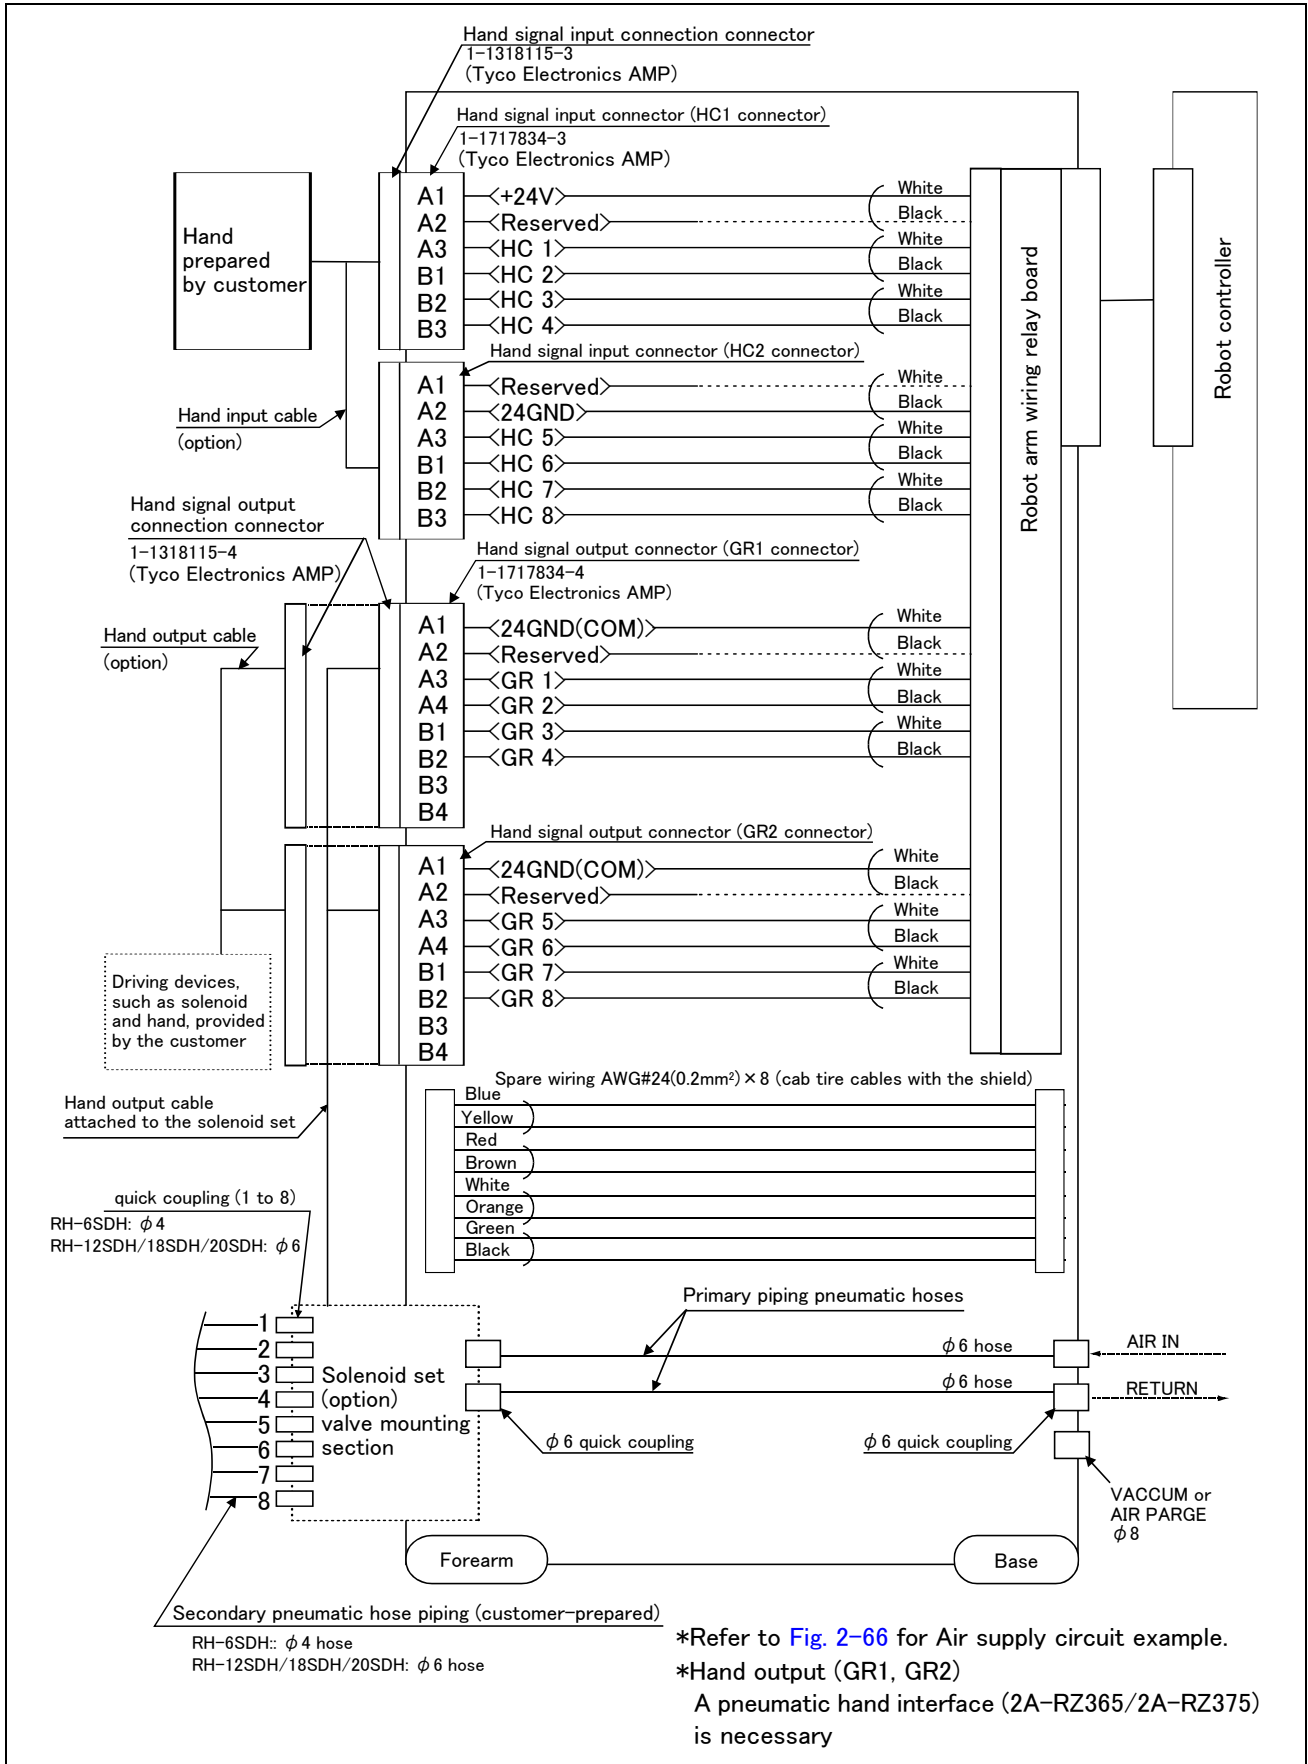 Hand signal input connection connector
1-1318115-3
(Tyco Electronics AMP)
Hand signal input connector (HC1 connector)
1-1717834-3
(Tyco Electronics AMP)
Hand
prepared
by customer
A1 <+24V> White
A2 <Reserved> Black
A3 <HC 1> White
B1 <HC 2> Black
B2 <HC 3> White
B3 <HC 4> Black
Robot arm wiring relay board
Robot controller
Hand signal input connector (HC2 connector)
A1 <Reserved> White
A2 <24GND> Black
A3 <HC 5> White
B1 <HC 6> Black
B2 <HC 7> White
B3 <HC 8> Black
Hand input cable
(option)
Hand signal output
connection connector
1-1318115-4
(Tyco Electronics AMP)
Hand signal output connector (GR1 connector)
1-1717834-4
(Tyco Electronics AMP)
Hand output cable
(option)
A1 <24GND(COM)> White
A2 <Reserved> Black
A3 <GR 1> White
A4 <GR 2> Black
B1 <GR 3> White
B2 <GR 4> Black
B3
B4
Hand signal output connector (GR2 connector)
A1 <24GND(COM)> White
A2 <Reserved> Black
A3 <GR 5> White
A4 <GR 6> Black
B1 <GR 7> White
B2 <GR 8> Black
B3
B4
Driving devices,
such as solenoid
and hand, provided
by the customer
Spare wiring AWG#24(0.2mm²)×8 (cab tire cables with the shield)
Blue
Yellow
Red
Brown
White
Orange
Green
Black
Hand output cable
attached to the solenoid set
quick coupling (1 to 8)
RH-6SDH: φ4
RH-12SDH/18SDH/20SDH: φ6
Primary piping pneumatic hoses
1
2
3
4
5
6
7
8
Solenoid set
(option)
valve mounting
section
φ6 hose
AIR IN
φ6 hose
RETURN
φ6 quick coupling
φ6 quick coupling
VACCUM or
AIR PARGE
φ8
Forearm
Base
Secondary pneumatic hose piping (customer-prepared)
RH-6SDH:: φ4 hose
RH-12SDH/18SDH/20SDH: φ6 hose
*Refer to Fig. 2-66 for Air supply circuit example.
*Hand output (GR1, GR2)
A pneumatic hand interface (2A-RZ365/2A-RZ375)
is necessary